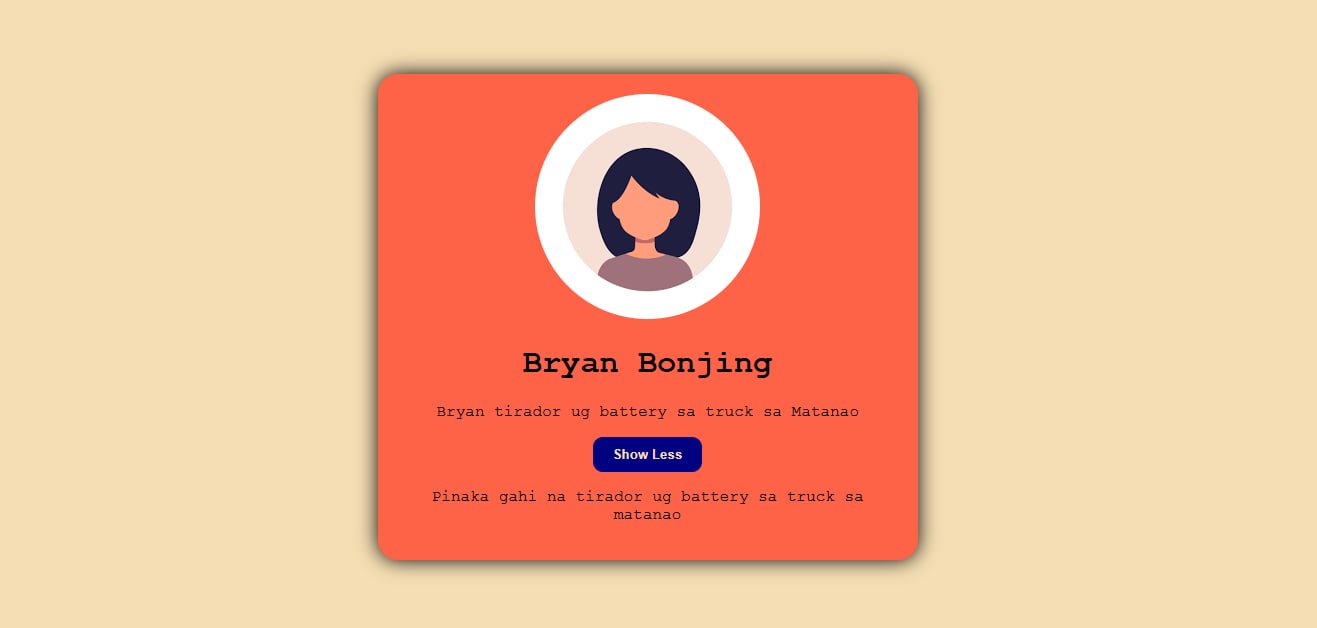 Bryan Bonjing
Bryan tirador ug battery sa truck sa Matanao
Show Less
Pinaka gahi na tirador ug battery sa truck sa
matanao